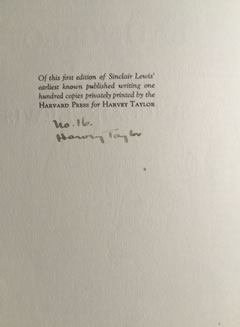 Of this first edition of Sinclair Lewis'
earliest known published writing one
hundred copies privately printed by the
HARVARD PRESS for HARVEY TAYLOR
No. 16.
Harvey Taylor